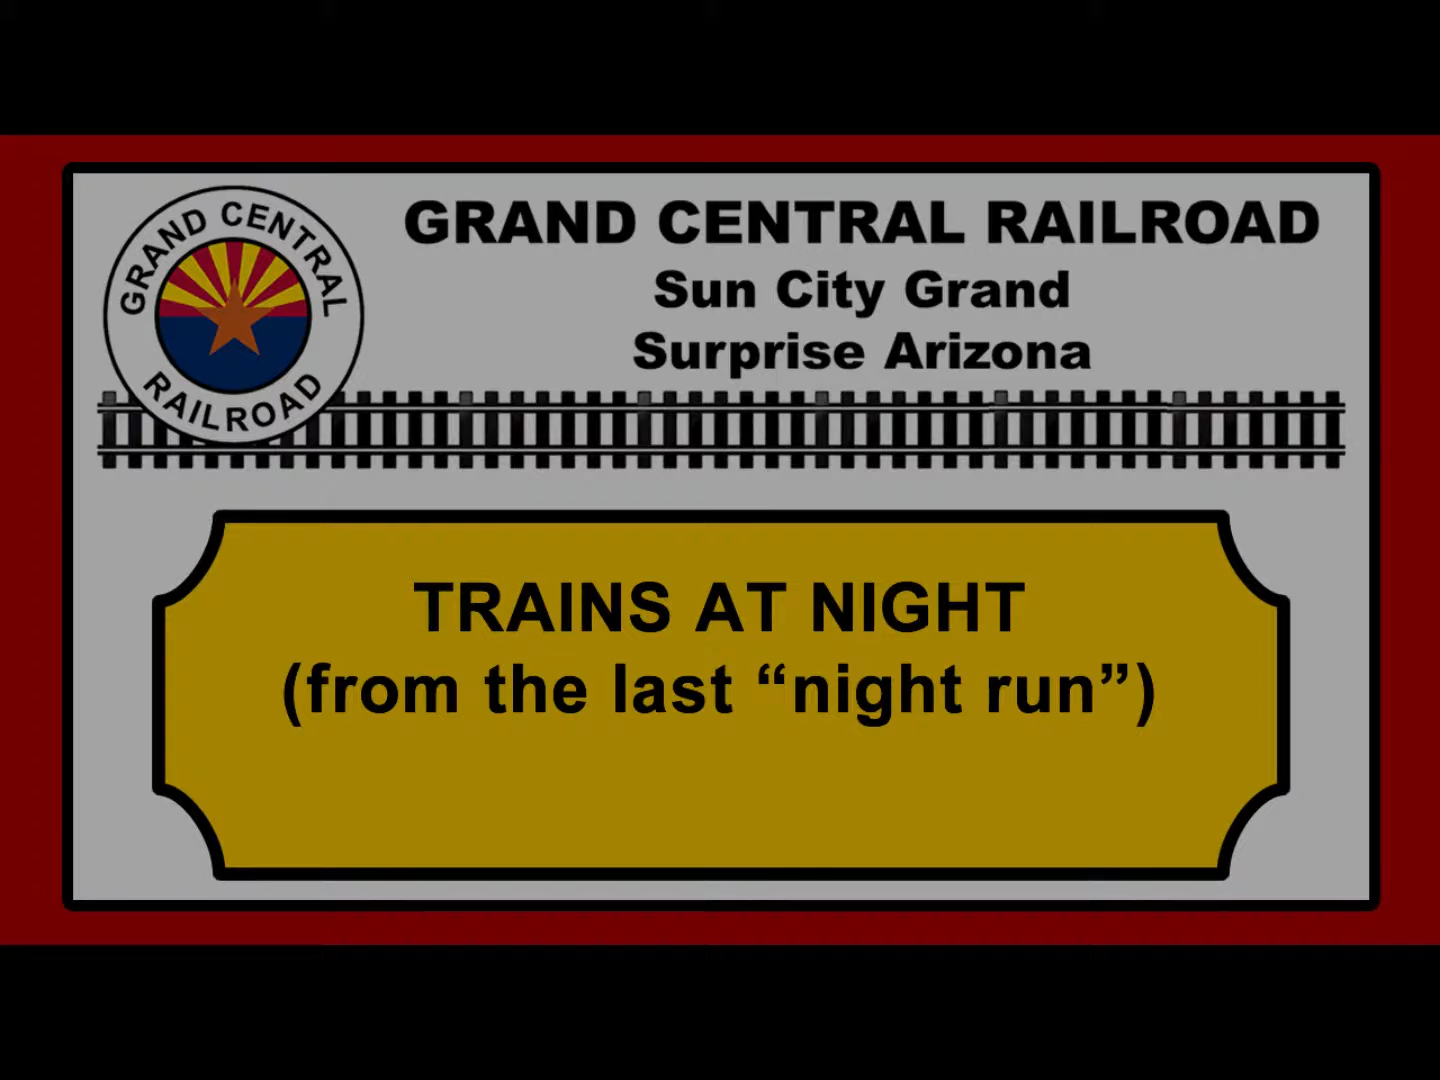 GRAND CENTRAL
RAILROAD
GRAND CENTRAL RAILROAD
Sun City Grand
Surprise Arizona
TRAINS AT NIGHT
(from the last “night run”)